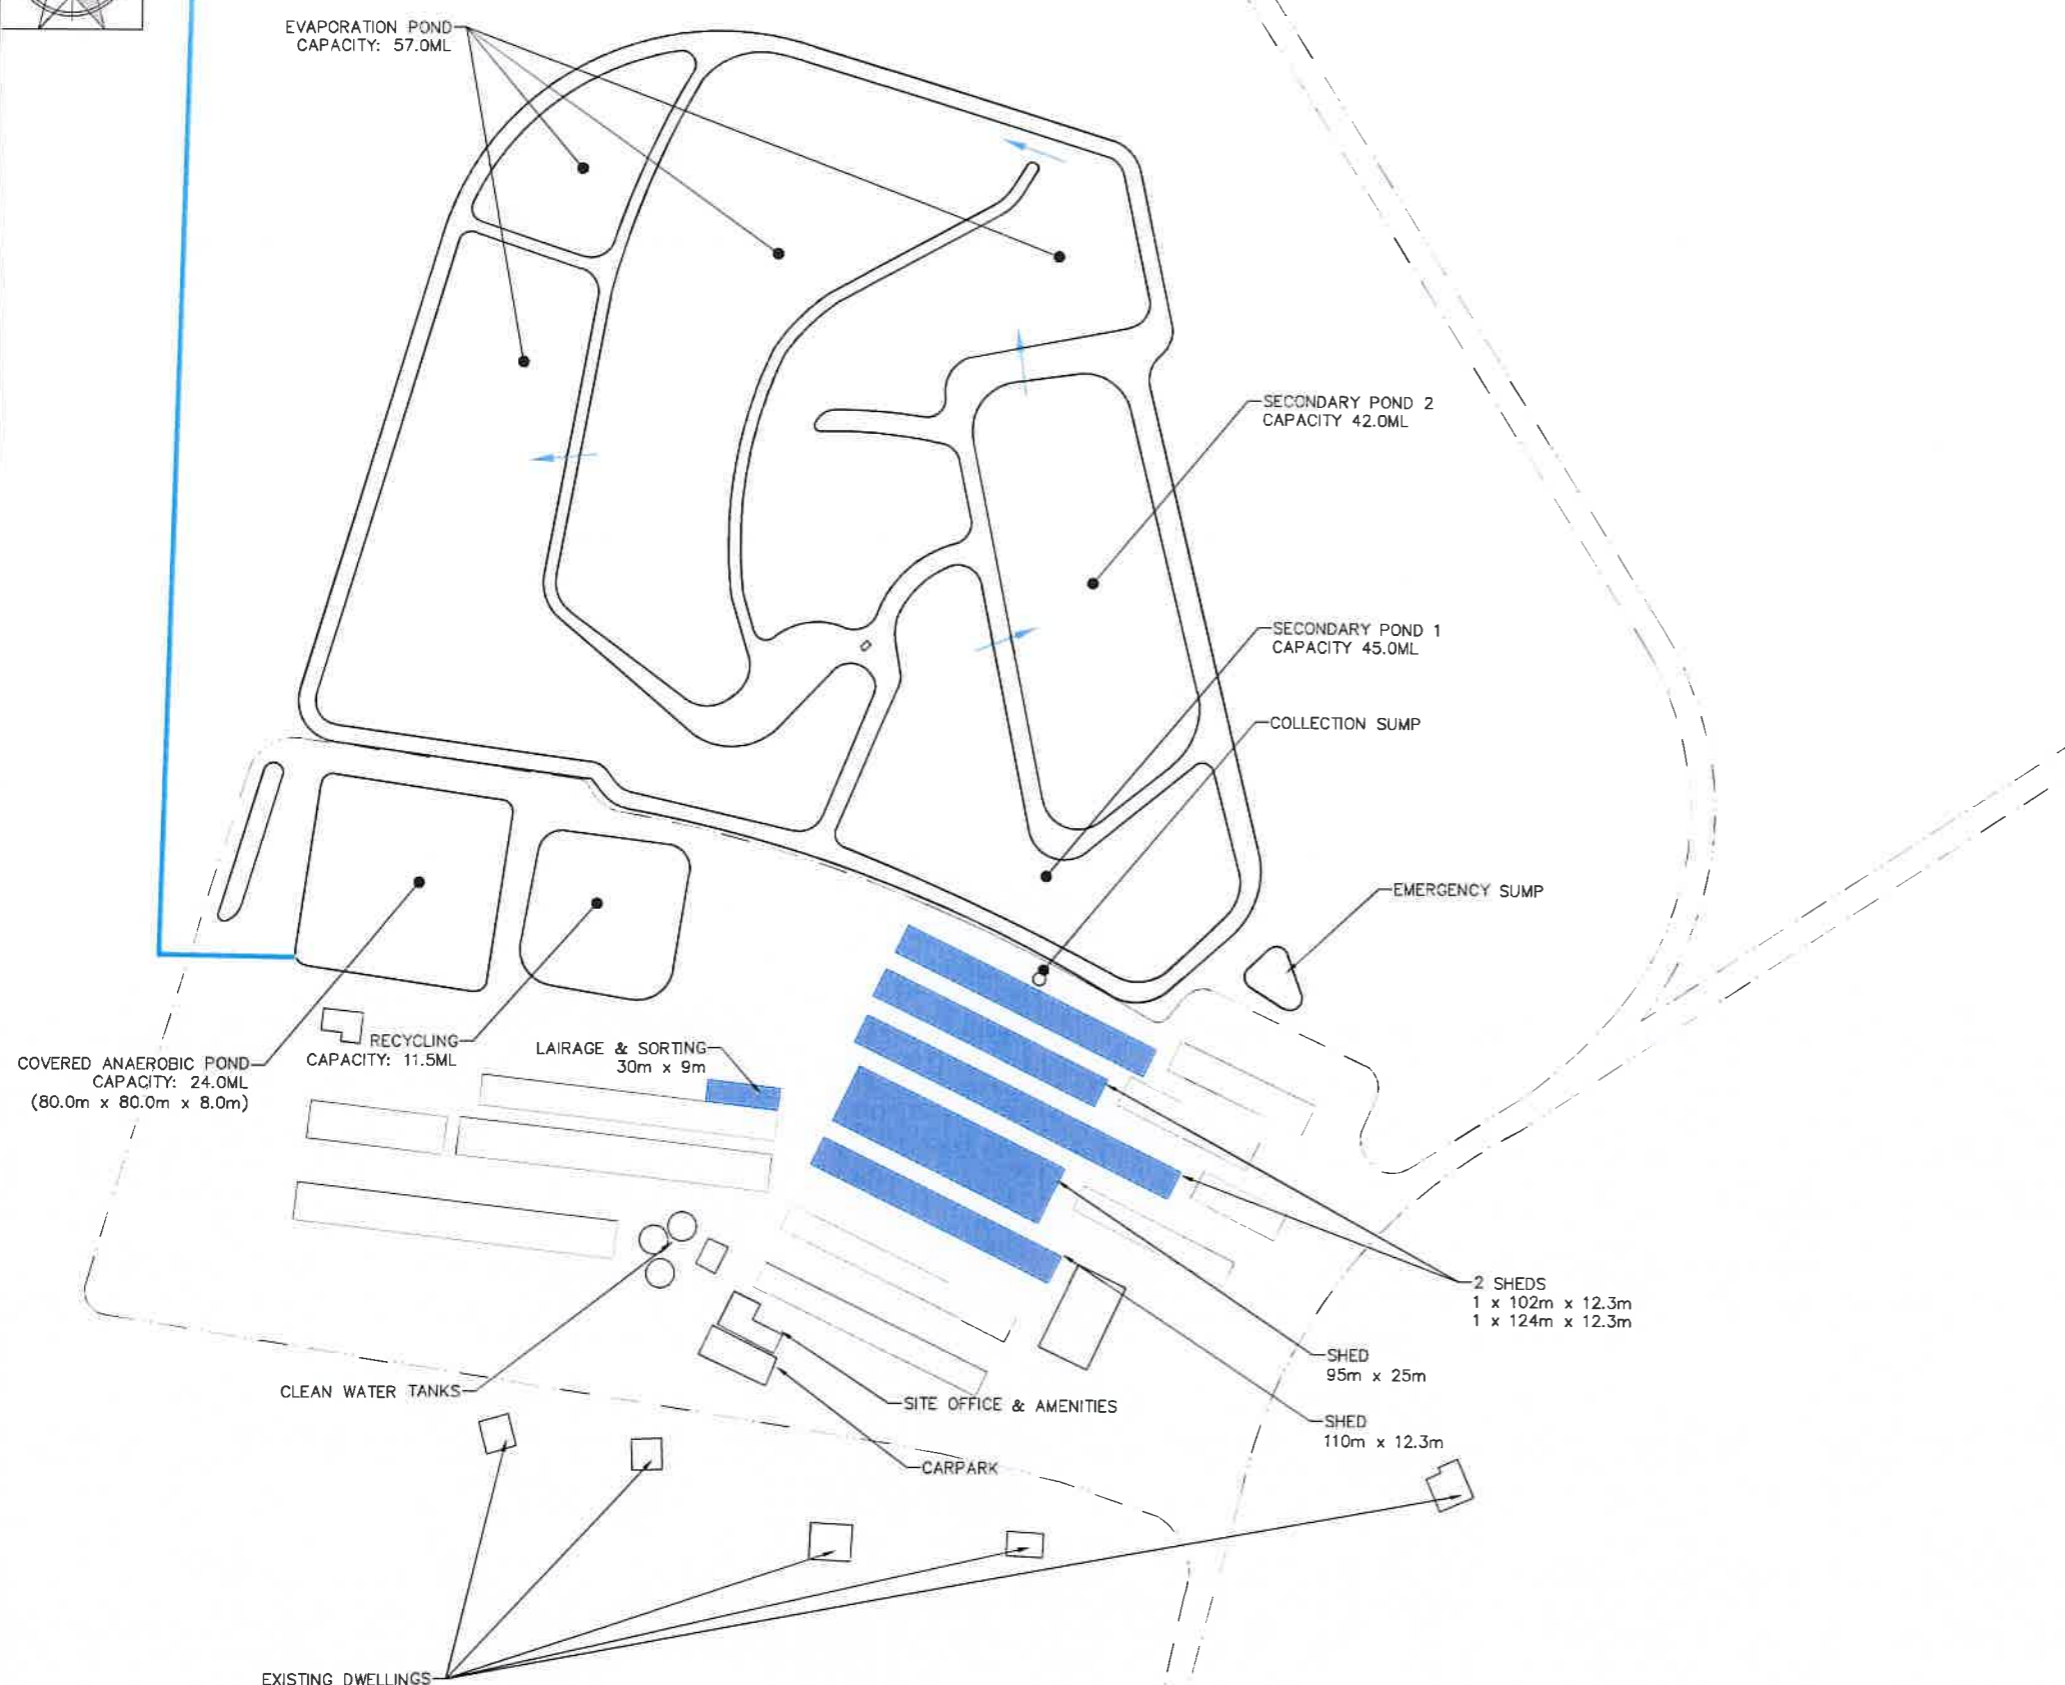 EVAPORATION POND
CAPACITY: 57.0ML
SECONDARY POND 2
CAPACITY 42.0ML
SECONDARY POND 1
CAPACITY 45.0ML
COLLECTION SUMP
EMERGENCY SUMP
RECYCLING
CAPACITY: 11.5ML
COVERED ANAEROBIC POND
CAPACITY: 24.0ML
(80.0m x 80.0m x 8.0m)
LAIRAGE & SORTING
30m x 9m
2 SHEDS
1 x 102m x 12.3m
1 x 124m x 12.3m
SHED
95m x 25m
SHED
110m x 12.3m
CLEAN WATER TANKS
SITE OFFICE & AMENITIES
CARPARK
EXISTING DWELLINGS